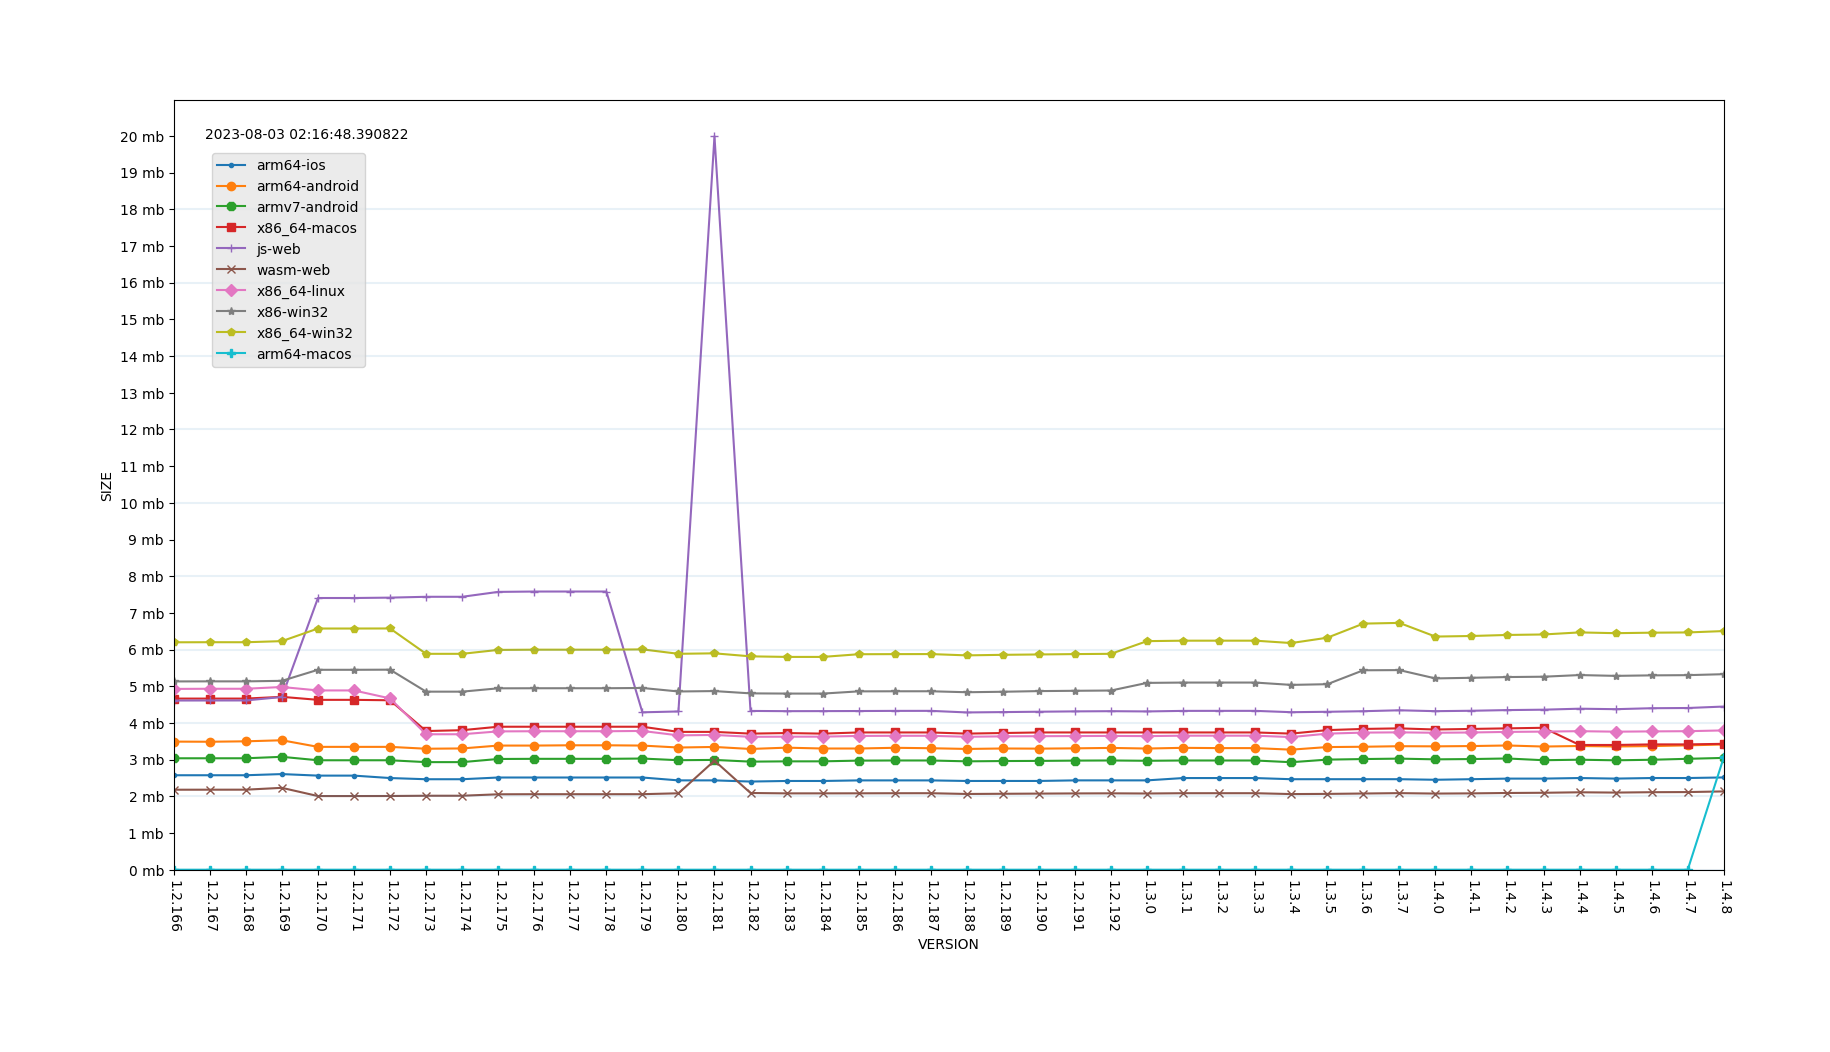 2023-08-03 02:16:48.390822
arm64-ios
arm64-android
armv7-android
x86_64-macos
js-web
wasm-web
x86_64-linux
x86-win32
x86_64-win32
arm64-macos
SIZE
20 mb
19 mb
18 mb
17 mb
16 mb
15 mb
14 mb
13 mb
12 mb
11 mb
10 mb
9 mb
8 mb
7 mb
6 mb
5 mb
4 mb
3 mb
2 mb
1 mb
0 mb
1.2.166
1.2.167
1.2.168
1.2.169
1.2.170
1.2.171
1.2.172
1.2.173
1.2.174
1.2.175
1.2.176
1.2.177
1.2.178
1.2.179
1.2.180
1.2.181
1.2.182
1.2.183
1.2.184
1.2.185
1.2.186
1.2.187
1.2.188
1.2.189
1.2.190
1.2.191
1.2.192
1.3.0
1.3.1
1.3.2
1.3.3
1.3.4
1.3.5
1.3.6
1.3.7
1.4.0
1.4.1
1.4.2
1.4.3
1.4.4
1.4.5
1.4.6
1.4.7
1.4.8
VERSION